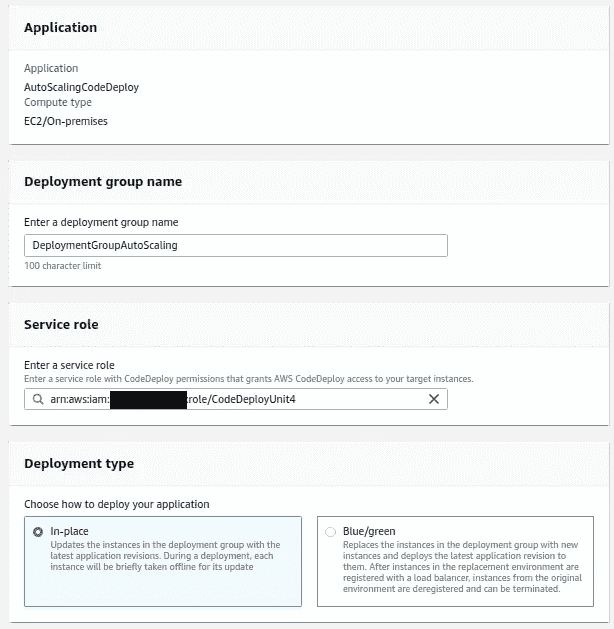 Application
Application
AutoScalingCodeDeploy
Compute type
EC2/On-premises
Deployment group name
Enter a deployment group name
DeploymentGroupAutoScaling
100 character limit
Service role
Enter a service role
Enter a service role with CodeDeploy permissions that grants AWS CodeDeploy access to your target instances.
arn:aws:iam: :role/CodeDeployUnit4
Deployment type
Choose how to deploy your application
In-place
Updates the instances in the deployment group with the
latest application revisions. During a deployment, each
instance will be briefly taken offline for its update
Blue/green
Replaces the instances in the deployment group with new
instances and deploys the latest application revision to
them. After instances in the replacement environment are
registered with a load balancer, instances from the original
environment are deregistered and can be terminated.